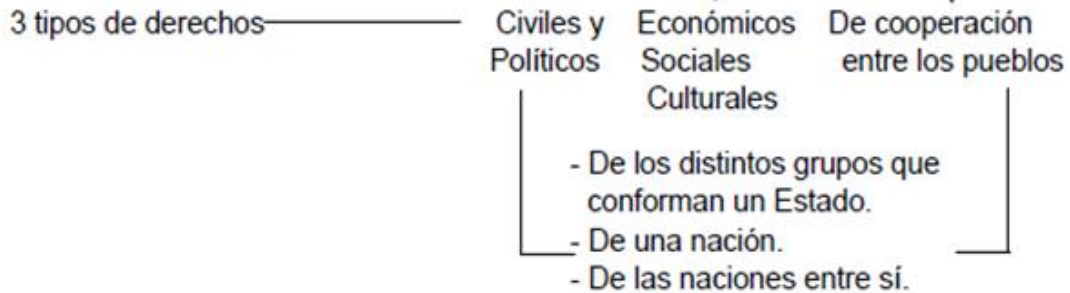 3 tipos de derechos Civiles y Económicos De cooperación
Políticos Sociales entre los pueblos
Culturales
- De los distintos grupos que
conforman un Estado.
- De una nación.
- De las naciones entre sí.